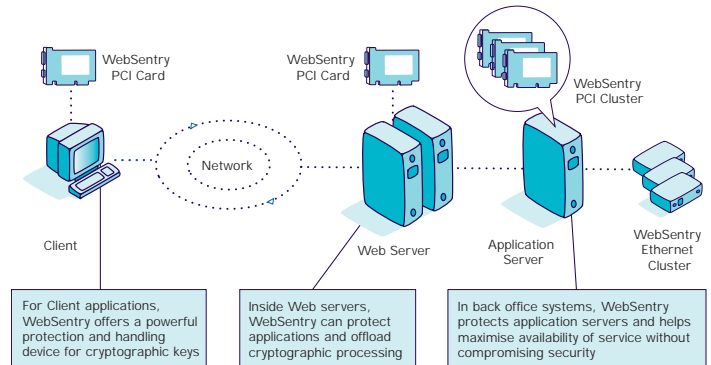 WebSentry
PCI Card
WebSentry
PCI Card
WebSentry
PCI Cluster
Network
Client
Web Server
Application
Server
WebSentry
Ethernet
Cluster
For Client applications,
WebSentry offers a powerful
protection and handling
device for cryptographic keys
Inside Web servers,
WebSentry can protect
applications and offload
cryptographic processing
In back office systems, WebSentry
protects application servers and helps
maximise availability of service without
compromising security